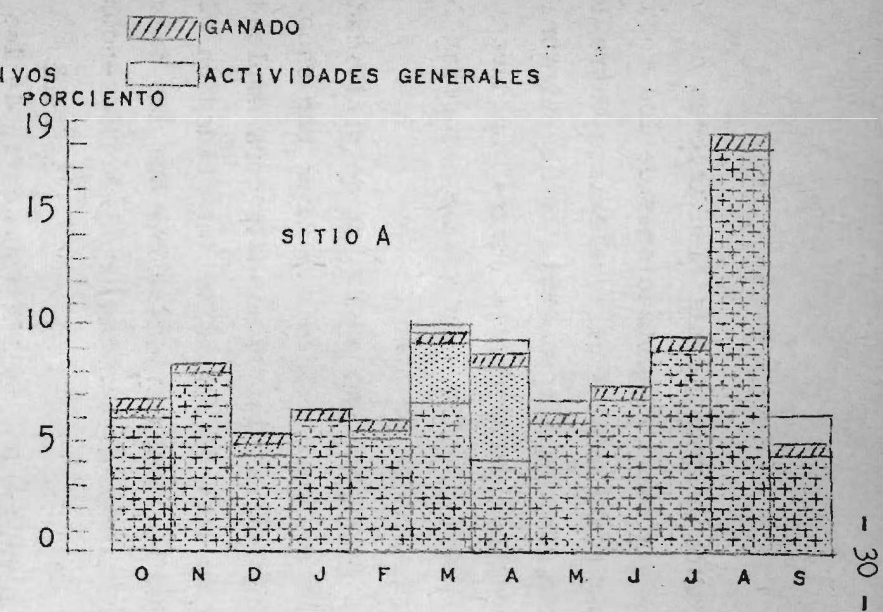 GANADO
IVOS
ACTIVIDADES GENERALES
PORCIENTO
19
15
SITIO A
10
5
0
O N D J F M A M J J A S
- 30 -